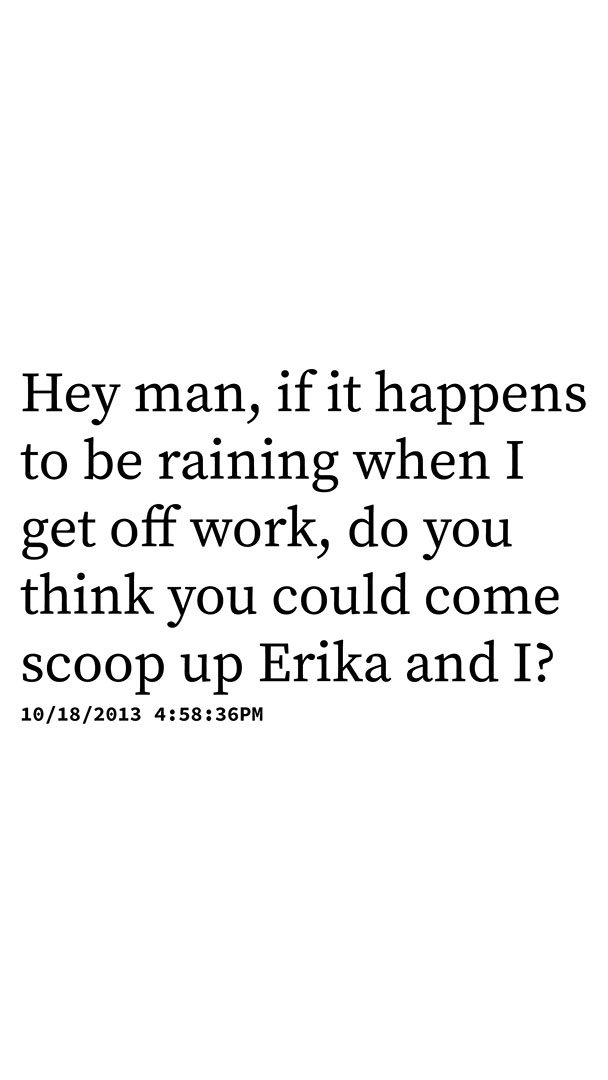 Hey man, if it happens
to be raining when I
get off work, do you
think you could come
scoop up Erika and I?
10/18/2013 4:58:36PM